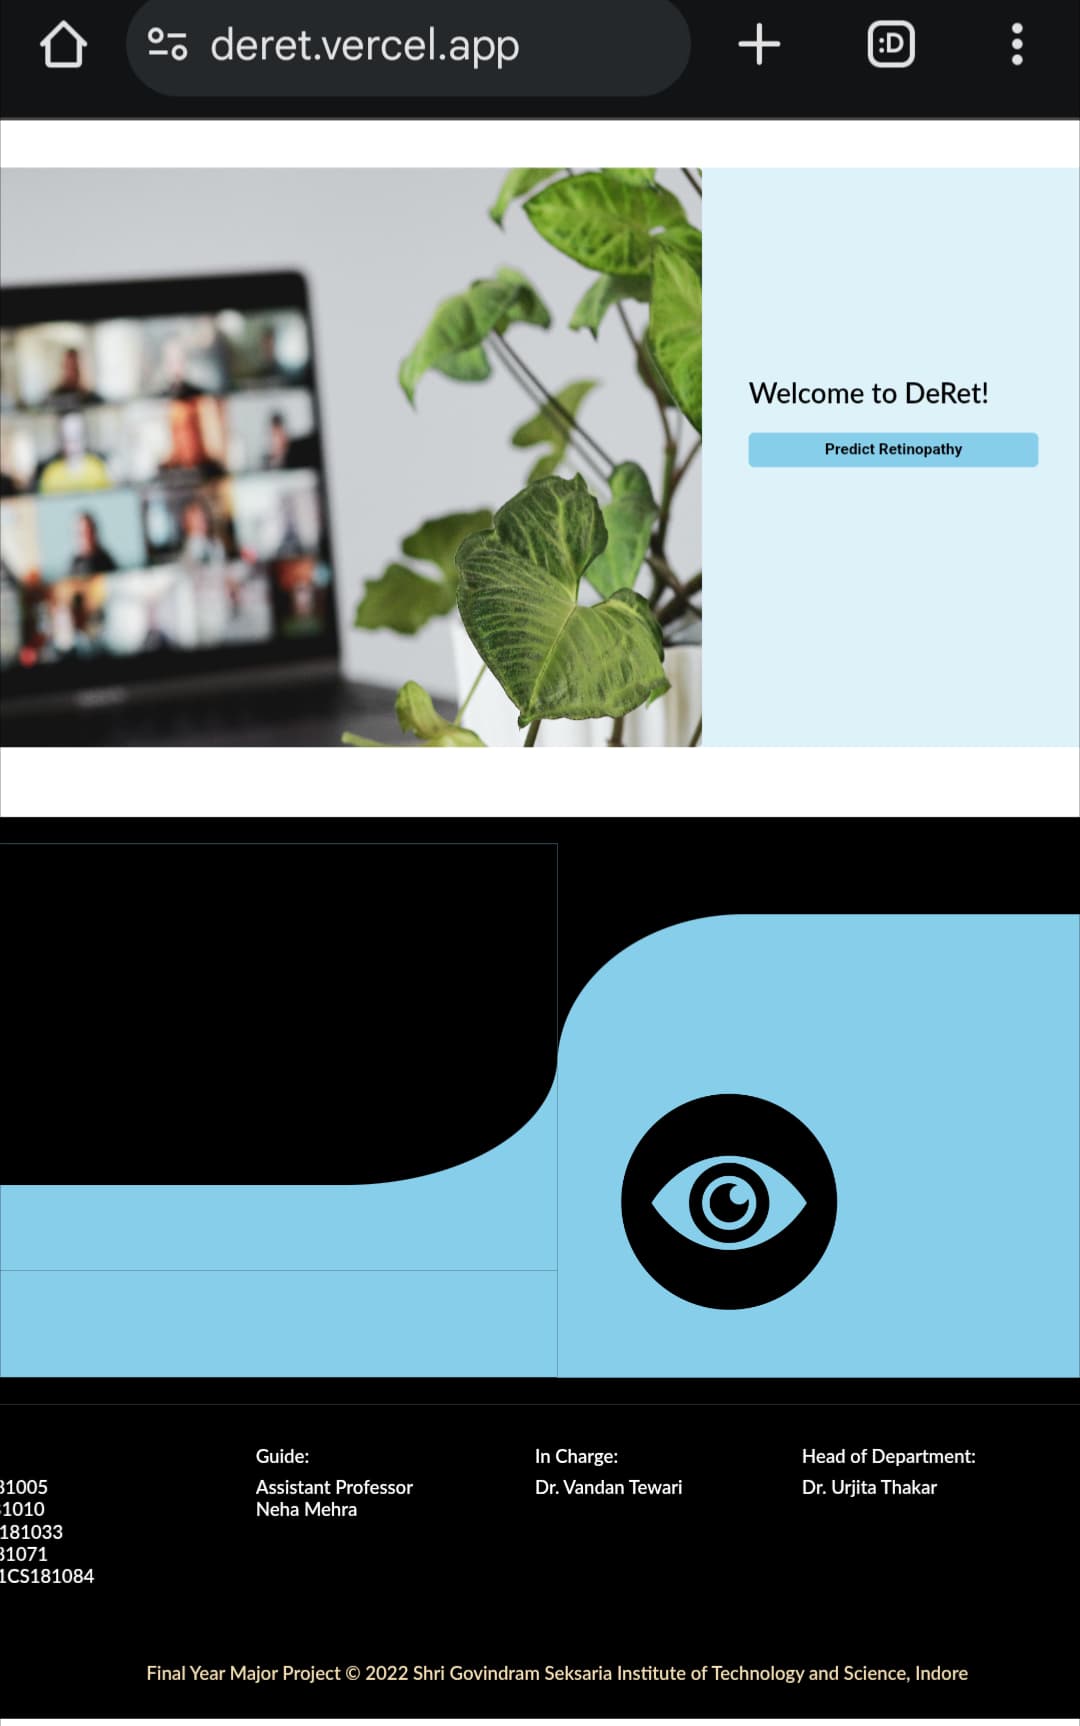 deret.vercel.app
:D
Welcome to DeRet!
Predict Retinopathy
31005
1010
181033
31071
1CS181084
Guide:
Assistant Professor
Neha Mehra
In Charge:
Dr. Vandan Tewari
Head of Department:
Dr. Urjita Thakar
Final Year Major Project © 2022 Shri Govindram Seksaria Institute of Technology and Science, Indore